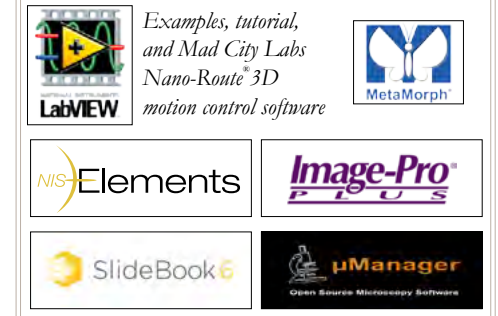 Examples, tutorial,
and Mad City Labs
Nano-Route® 3D
motion control software
NATIONAL INSTRUMENTS
LabVIEW
MetaMorph®
NIS Elements
Image-Pro®
PLUS
SlideBook 6
µManager
Open Source Microscopy Software